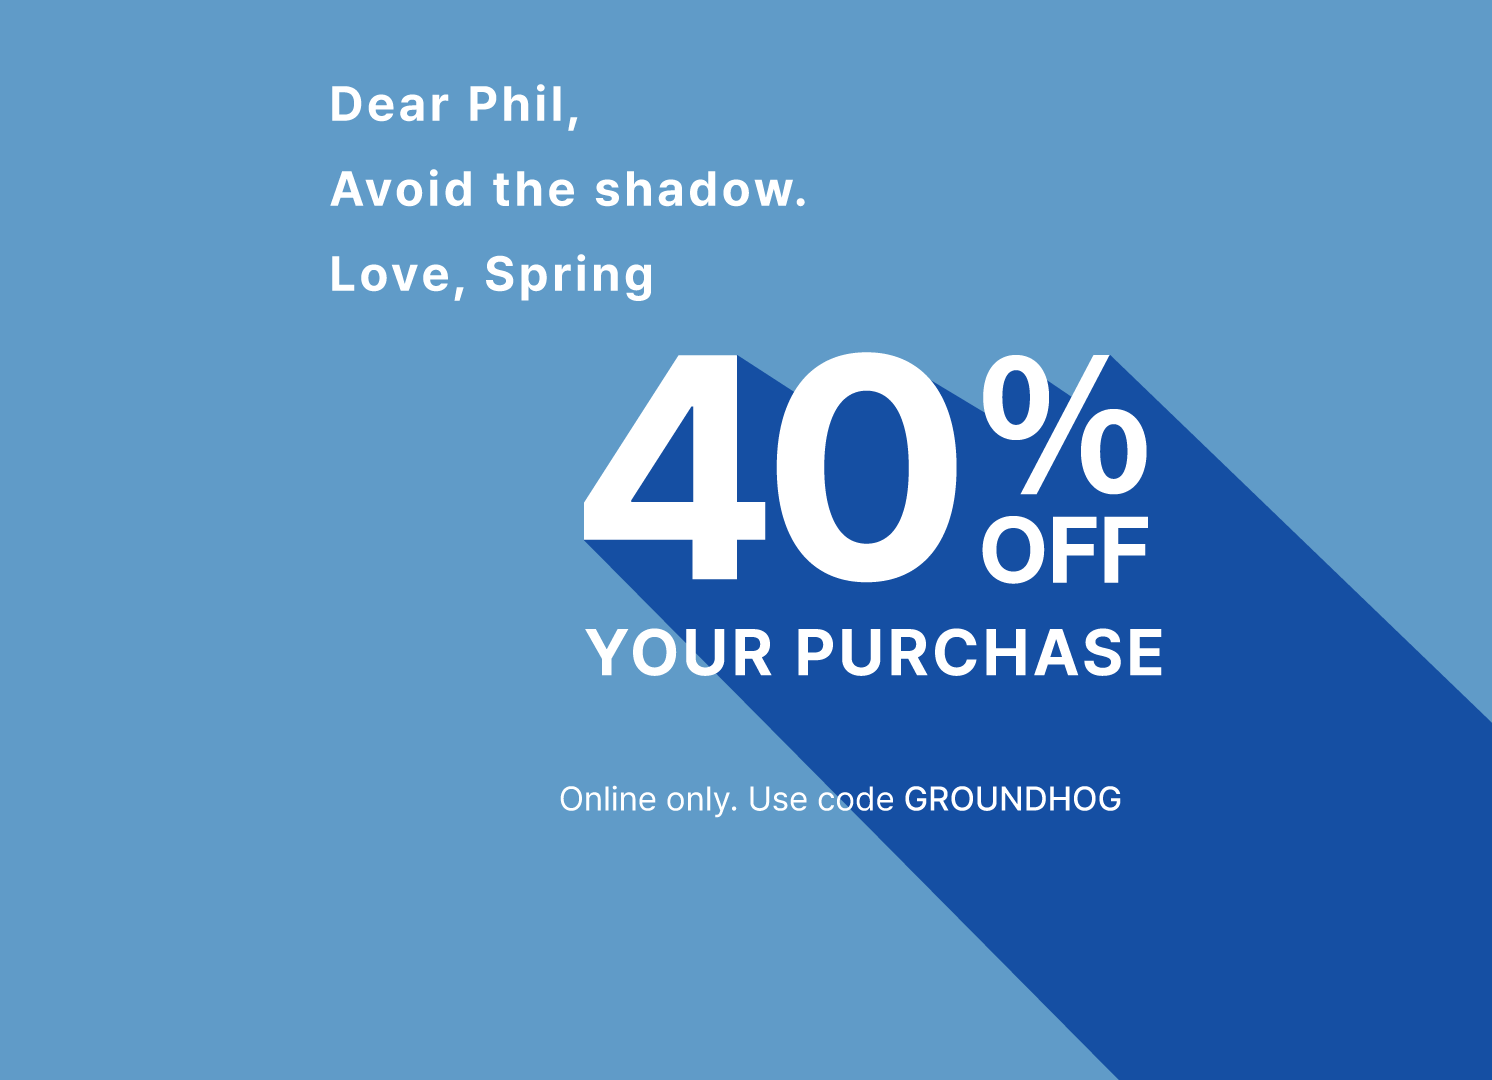 Dear Phil,
Avoid the shadow.
Love, Spring
40% OFF
YOUR PURCHASE
Online only. Use code GROUNDHOG